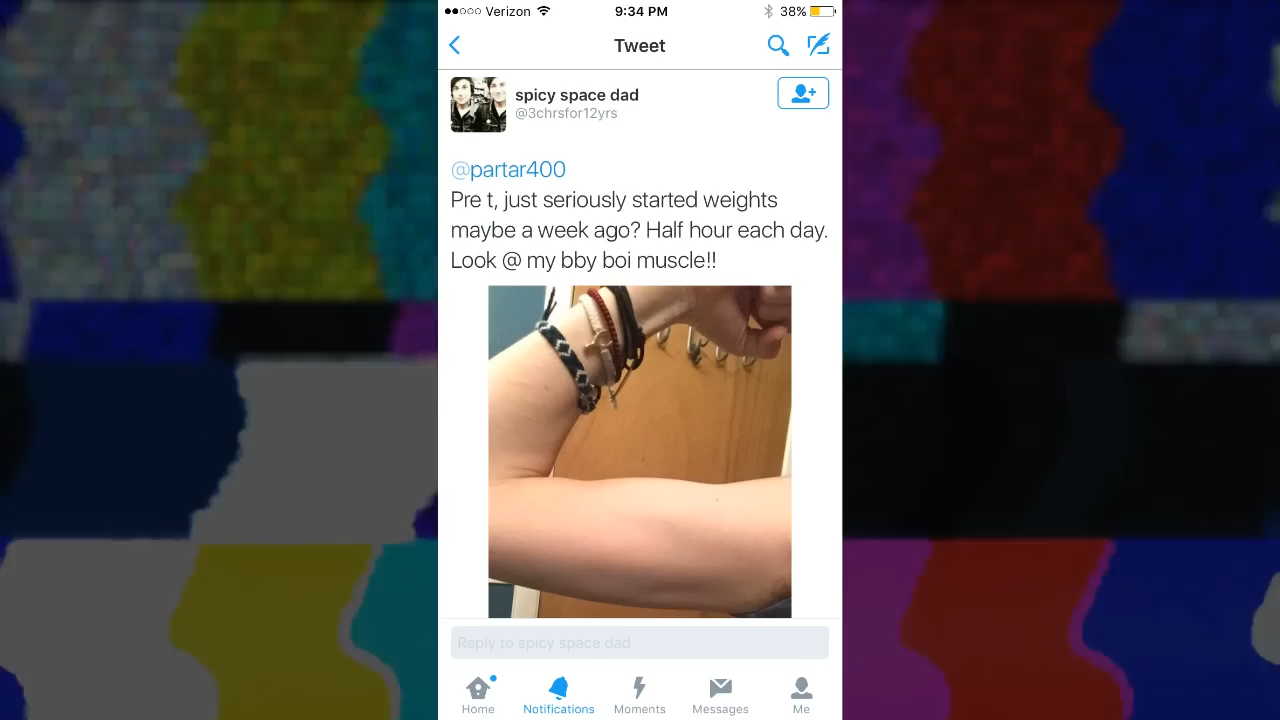 Verizon 9:34 PM 38%
Tweet
spicy space dad
@3chrsfor12yrs
@partar400
Pre t, just seriously started weights
maybe a week ago? Half hour each day.
Look @ my bby boi muscle!!
Reply to spicy space dad
Home Notifications Moments Messages Me